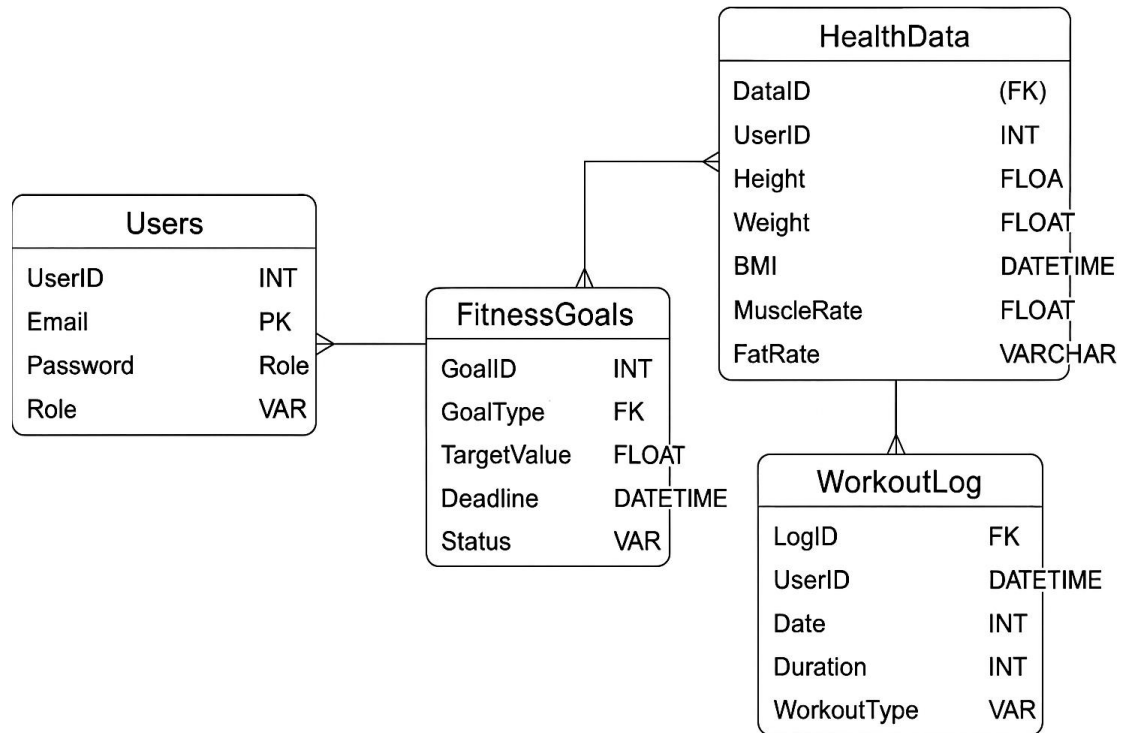 Users
UserID INT
Email PK
Password Role
Role VAR
FitnessGoals
GoalID INT
GoalType FK
TargetValue FLOAT
Deadline DATETIME
Status VAR
HealthData
DataID (FK)
UserID INT
Height FLOA
Weight FLOAT
BMI DATETIME
MuscleRate FLOAT
FatRate VARCHAR
WorkoutLog
LogID FK
UserID DATETIME
Date INT
Duration INT
WorkoutType VAR